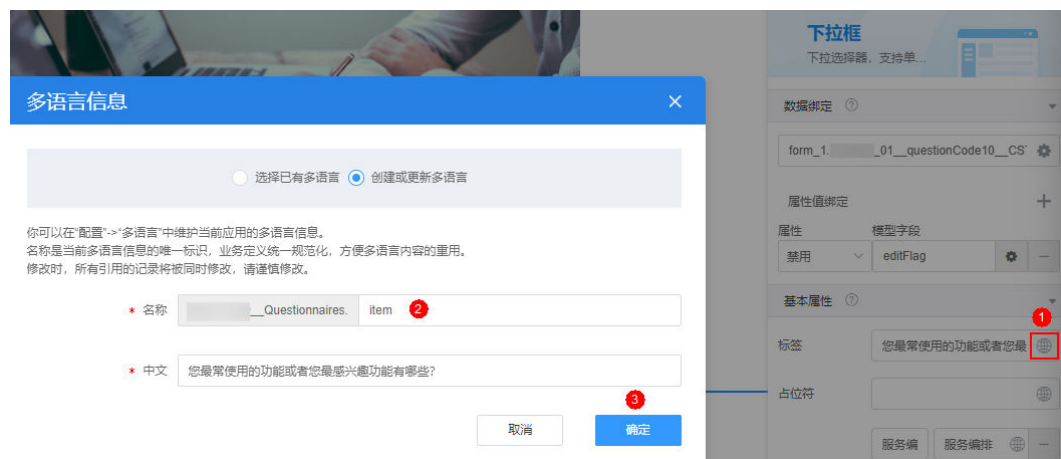 下拉框
下拉选择器，支持单...
多语言信息
选择已有多语言
创建或更新多语言
你可以在“配置”->“多语言”中维护当前应用的多语言信息。
名称是当前多语言信息的唯一标识，业务定义统一规范化，方便多语言内容的重用。
修改时，所有引用的记录将被同时修改，请谨慎修改。
* 名称
__Questionnaires.
item
2
* 中文
您最常使用的功能或者您最感兴趣功能有哪些?
3
取消
确定
数据绑定
form_1.
_01__questionCode10__CS
属性值绑定
属性
模型字段
禁用
editFlag
基本属性
1
标签
您最常使用的功能或者您最
占位符
服务编
服务编排